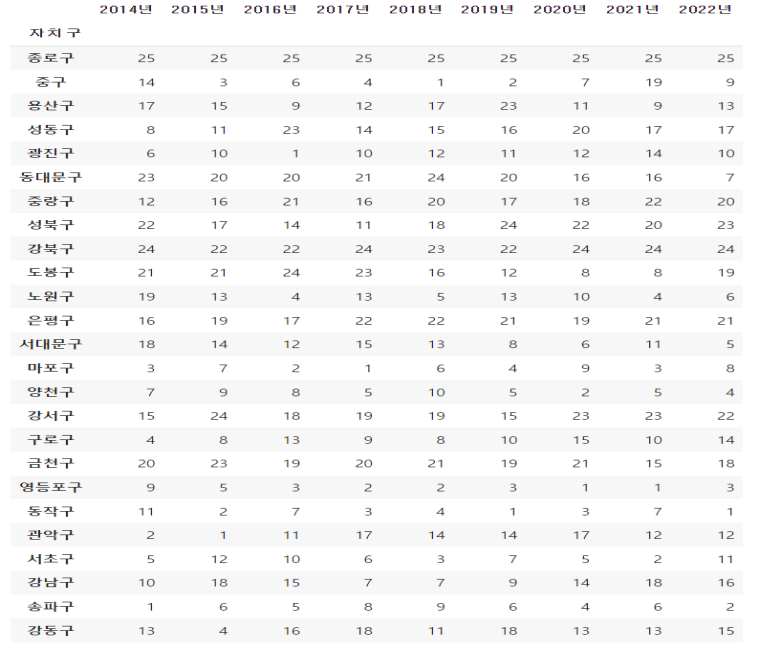 2014년 2015년 2016년 2017년 2018년 2019년 2020년 2021년 2022년
자치구
종로구 25 25 25 25 25 25 25 25 25
중구 14 3 6 4 1 2 7 19 9
용산구 17 15 9 12 17 23 11 9 13
성동구 8 11 23 14 15 16 20 17 17
광진구 6 10 1 10 12 11 12 14 10
동대문구 23 20 20 21 24 20 16 16 7
중랑구 12 16 21 16 20 17 18 22 20
성북구 22 17 14 11 18 24 22 20 23
강북구 24 22 22 24 23 22 24 24 24
도봉구 21 21 24 23 16 12 8 8 19
노원구 19 13 4 13 5 13 10 4 6
은평구 16 19 17 22 22 21 19 21 21
서대문구 18 14 12 15 13 8 6 11 5
마포구 3 7 2 1 6 4 9 3 8
양천구 7 9 8 5 10 5 2 5 4
강서구 15 24 18 19 19 15 23 23 22
구로구 4 8 13 9 8 10 15 10 14
금천구 20 23 19 20 21 19 21 15 18
영등포구 9 5 3 2 2 3 1 1 3
동작구 11 2 7 3 4 1 3 7 1
관악구 2 1 11 17 14 14 17 12 12
서초구 5 12 10 6 3 7 5 2 11
강남구 10 18 15 7 7 9 14 18 16
송파구 1 6 5 8 9 6 4 6 2
강동구 13 4 16 18 11 18 13 13 15